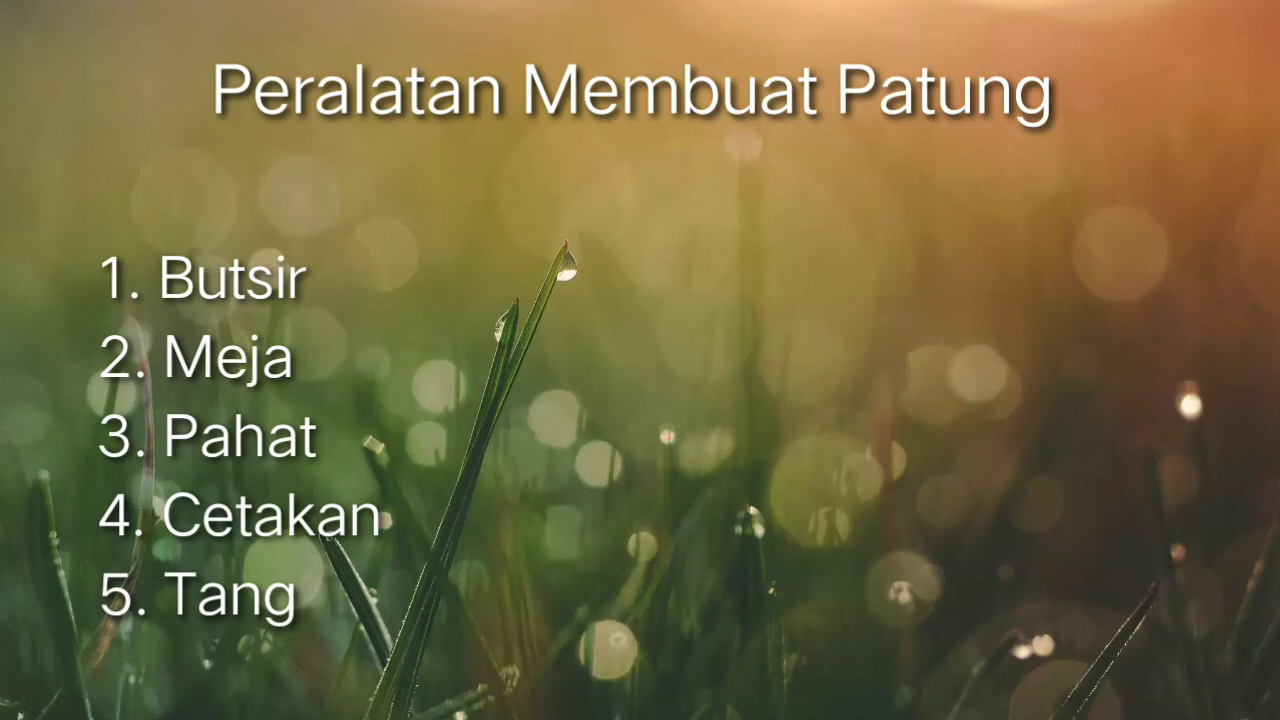 Peralatan Membuat Patung
1. Butsir
2. Meja
3. Pahat
4. Cetakan
5. Tang